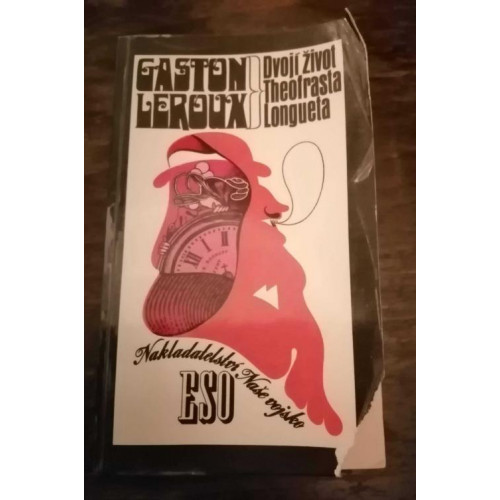 GASTON
LEROUX
Dvojí život
Theofrasta
Longueta
Nakladatelství Naše vojsko
ESO